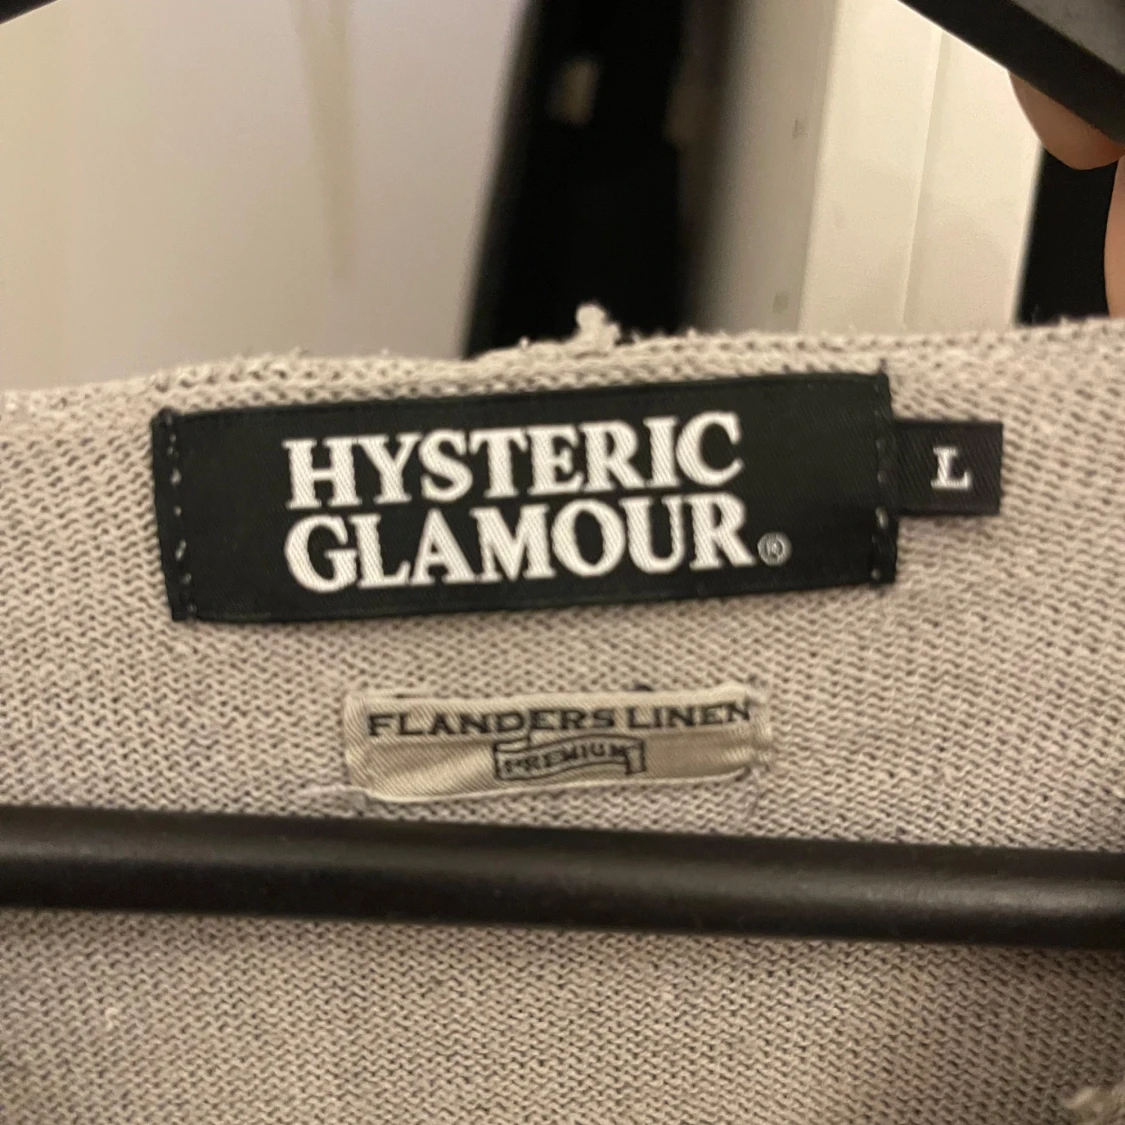 HYSTERIC
GLAMOUR®
L
FLANDERS LINEN
PREMIUM